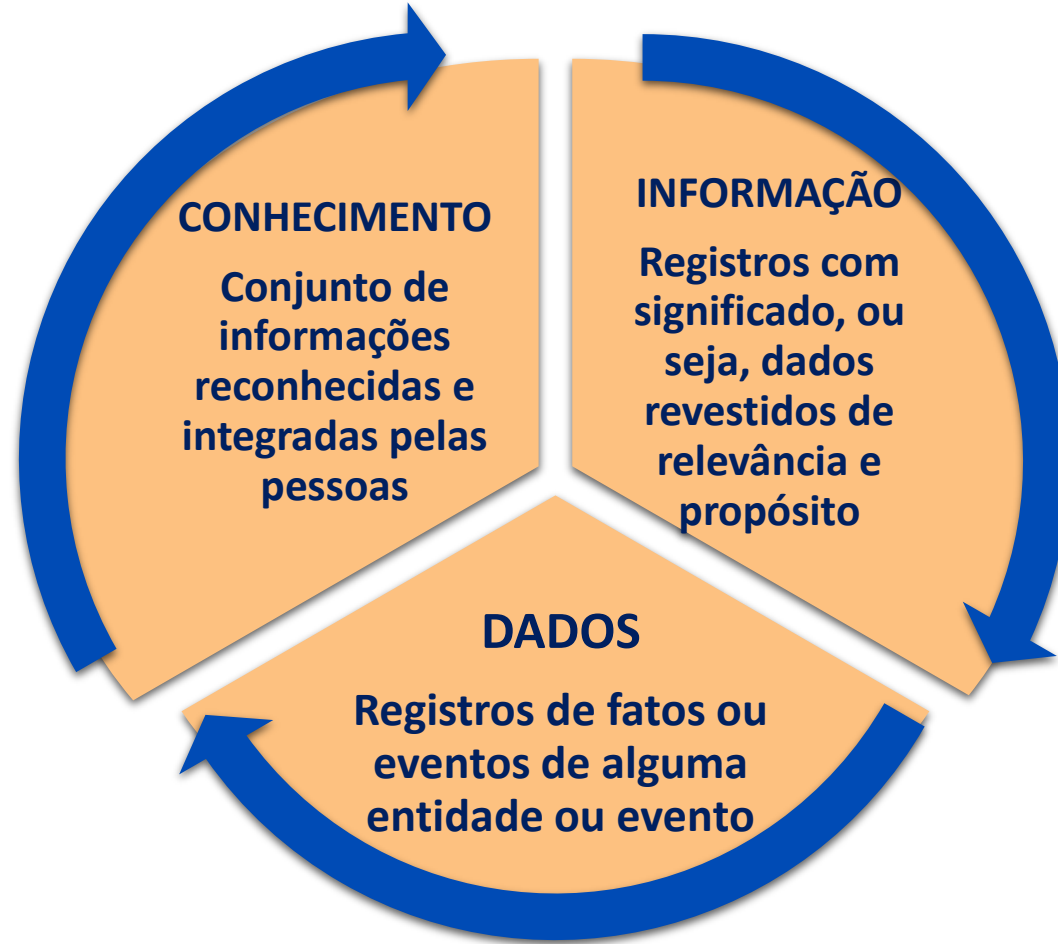 CONHECIMENTO
Conjunto de
informações
reconhecidas e
integradas pelas
pessoas
INFORMAÇÃO
Registros com
significado, ou
seja, dados
revestidos de
relevância e
propósito
DADOS
Registros de fatos ou
eventos de alguma
entidade ou evento